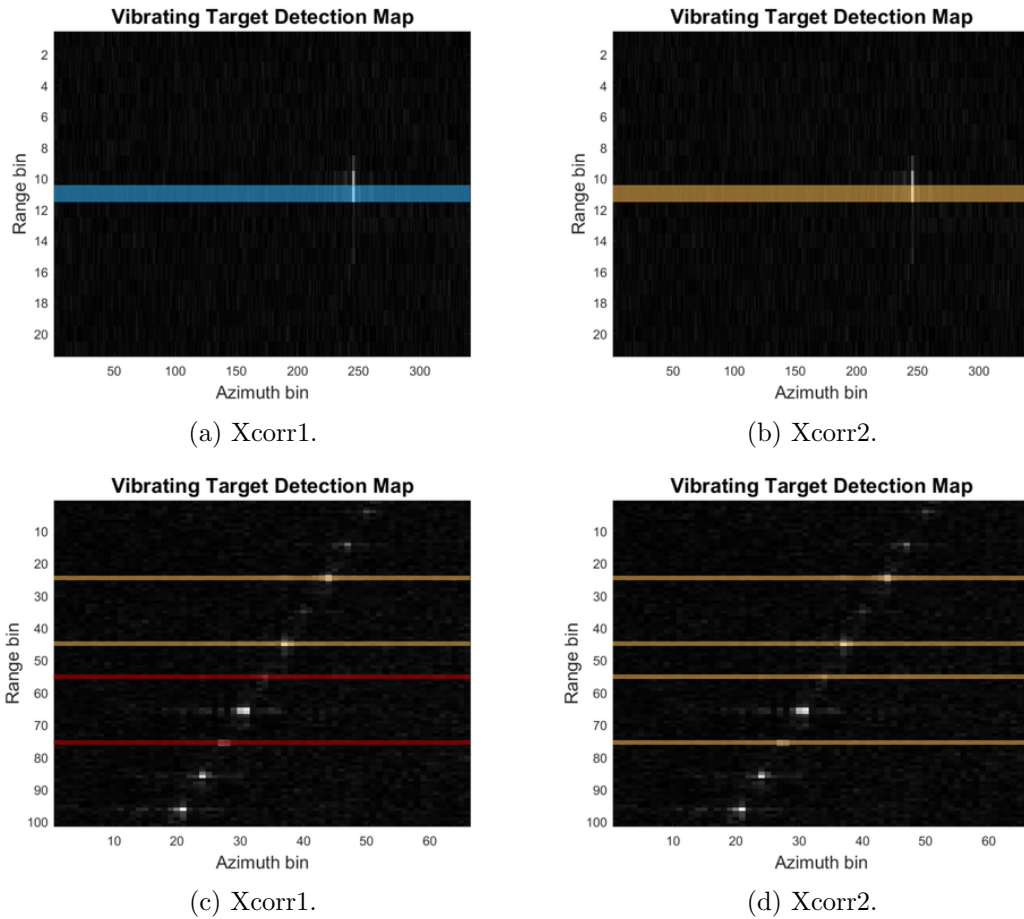 Vibrating Target Detection Map
Range bin
2
4
6
8
10
12
14
16
18
20
50 100 150 200 250 300
Azimuth bin
(a) Xcorr1.
Vibrating Target Detection Map
Range bin
2
4
6
8
10
12
14
16
18
20
50 100 150 200 250 300
Azimuth bin
(b) Xcorr2.
Vibrating Target Detection Map
Range bin
10
20
30
40
50
60
70
80
90
100
10 20 30 40 50 60
Azimuth bin
(c) Xcorr1.
Vibrating Target Detection Map
Range bin
10
20
30
40
50
60
70
80
90
100
10 20 30 40 50 60
Azimuth bin
(d) Xcorr2.